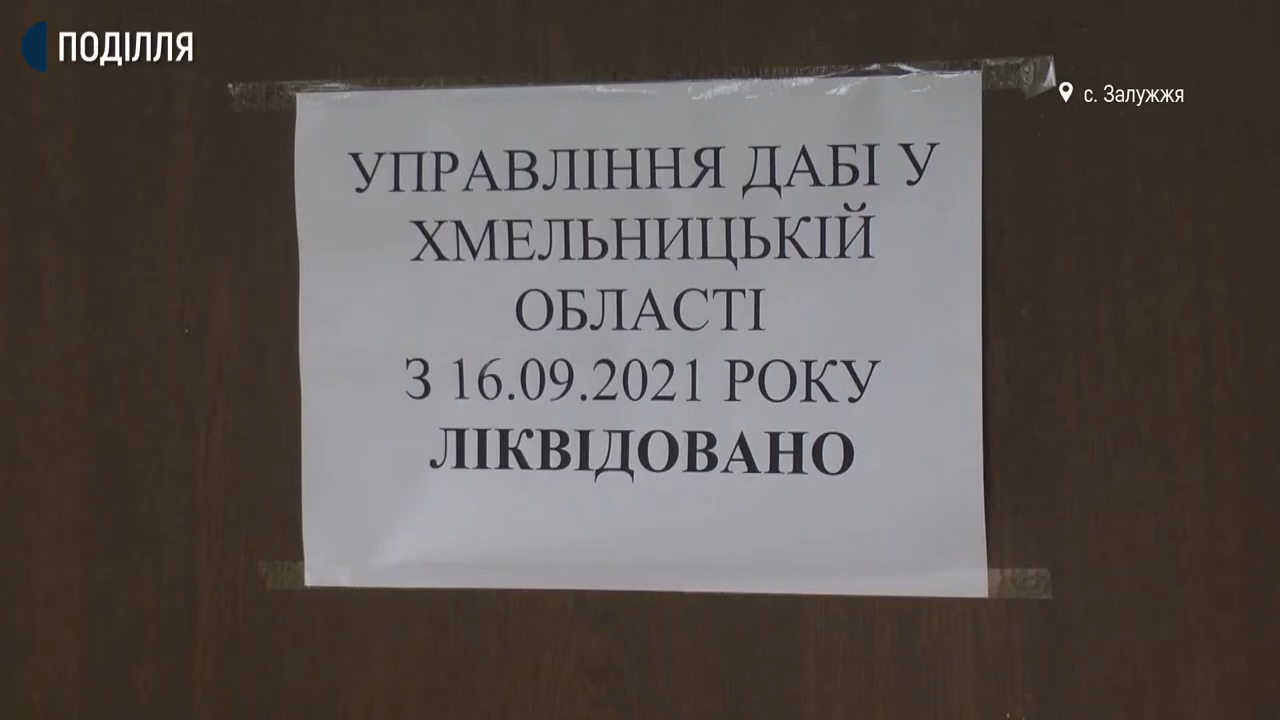 ПОДІЛЛЯ
с. Залужжя
УПРАВЛІННЯ ДАБІ У
ХМЕЛЬНИЦЬКІЙ
ОБЛАСТІ
З 16.09.2021 РОКУ
ЛІКВІДОВАНО